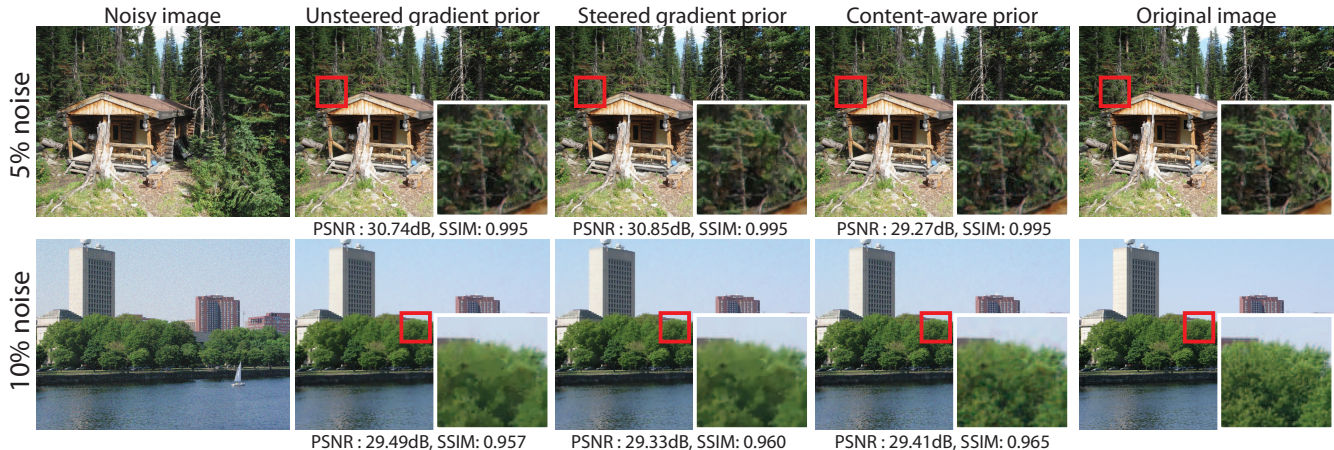 Noisy image Unsteered gradient prior Steered gradient prior Content-aware prior Original image
5% noise
PSNR : 30.74dB, SSIM: 0.995 PSNR : 30.85dB, SSIM: 0.995 PSNR : 29.27dB, SSIM: 0.995
10% noise
PSNR : 29.49dB, SSIM: 0.957 PSNR : 29.33dB, SSIM: 0.960 PSNR : 29.41dB, SSIM: 0.965